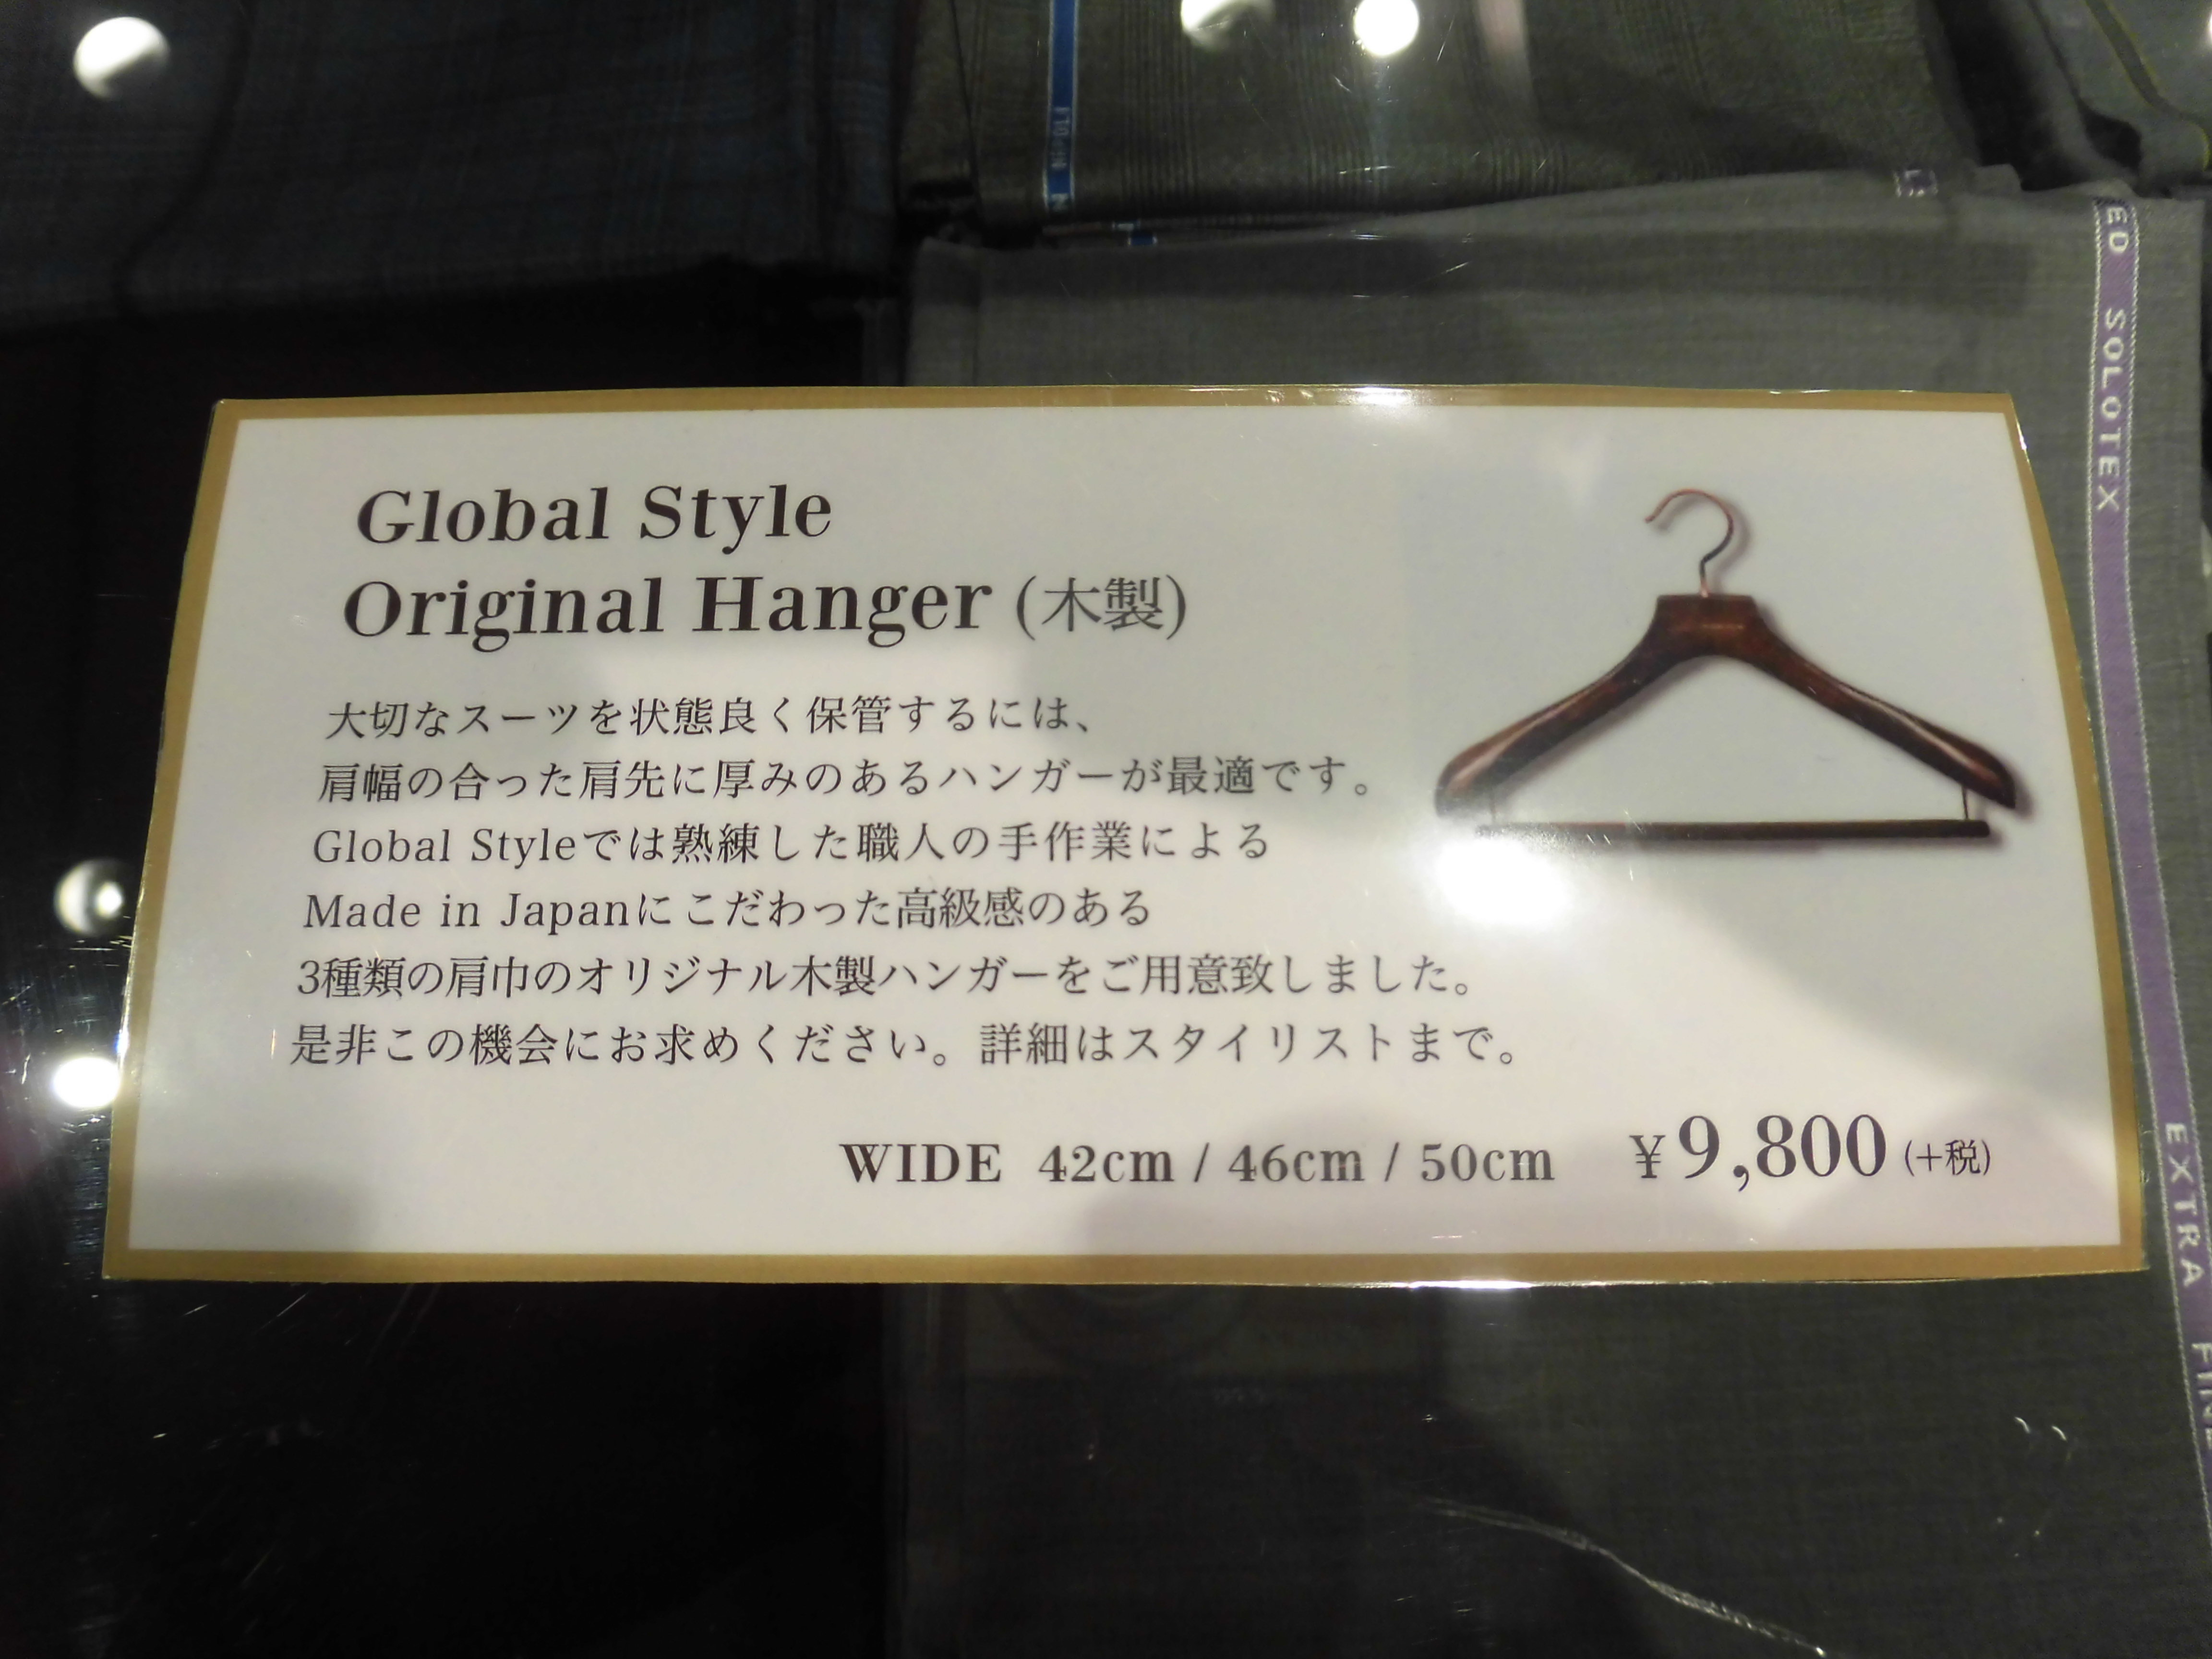 Global Style
Original Hanger (木製)
大切なスーツを状態良く保管するには、
肩幅の合った肩先に厚みのあるハンガーが最適です。
Global Styleでは熟練した職人の手作業による
Made in Japanにこだわった高級感のある
3種類の肩巾のオリジナル木製ハンガーをご用意致しました。
是非この機会にお求めください。詳細はスタイリストまで。
WIDE 42cm / 46cm / 50cm ¥9,800 (+税)
ED SOLOTEX
EXTRA